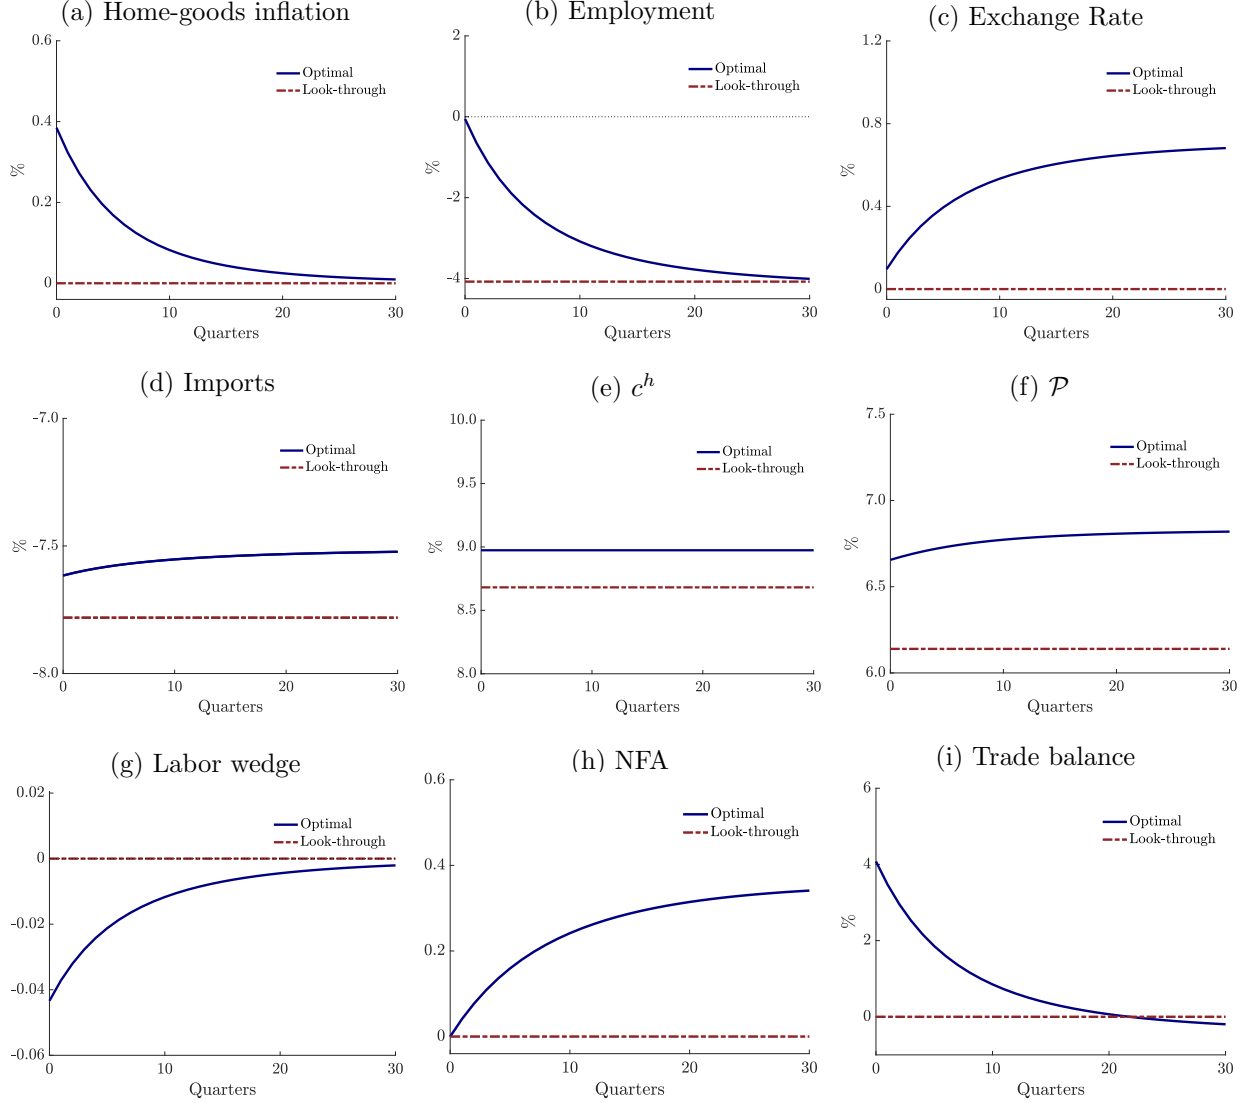 (a) Home-goods inflation
0.6
0.4
0.2
0
%
Optimal
Look-through
0 10 20 30
Quarters
(b) Employment
2
0
−2
−4
%
Optimal
Look-through
0 10 20 30
Quarters
(c) Exchange Rate
1.2
0.8
0.4
0
%
Optimal
Look-through
0 10 20 30
Quarters
(d) Imports
-7.0
-7.5
-8.0
%
Optimal
Look-through
0 10 20 30
Quarters
(e) c^h
10.0
9.5
9.0
8.5
8.0
%
Optimal
Look-through
0 10 20 30
Quarters
(f) 𝒫
7.5
7.0
6.5
6.0
%
Optimal
Look-through
0 10 20 30
Quarters
(g) Labor wedge
0.02
0
-0.02
-0.04
-0.06
Optimal
Look-through
0 10 20 30
Quarters
(h) NFA
0.6
0.4
0.2
0
Optimal
Look-through
0 10 20 30
Quarters
(i) Trade balance
6
4
2
0
%
Optimal
Look-through
0 10 20 30
Quarters